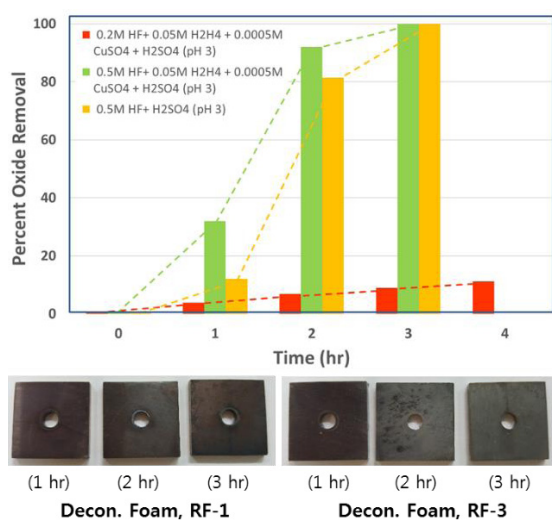 Percent Oxide Removal
100
80
60
40
20
0
0.2M HF+ 0.05M H2H4 + 0.0005M
CuSO4 + H2SO4 (pH 3)
0.5M HF+ 0.05M H2H4 + 0.0005M
CuSO4 + H2SO4 (pH 3)
0.5M HF+ H2SO4 (pH 3)
0 1 2 3 4
Time (hr)
(1 hr) (2 hr) (3 hr) (1 hr) (2 hr) (3 hr)
Decon. Foam, RF-1 Decon. Foam, RF-3